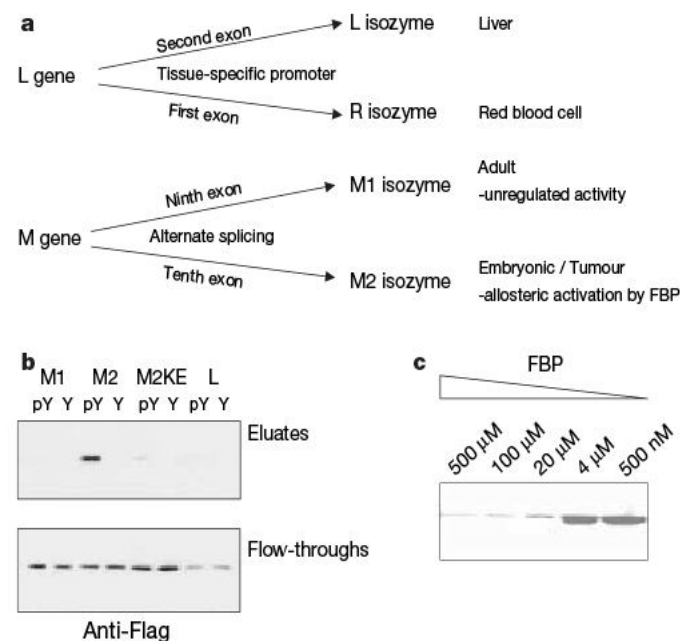 a
Second exon
L isozyme Liver
L gene
Tissue-specific promoter
First exon
R isozyme Red blood cell
Ninth exon
M1 isozyme
Adult
-unregulated activity
M gene
Alternate splicing
Tenth exon
M2 isozyme
Embryonic / Tumour
-allosteric activation by FBP
b
M1 M2 M2KE L
pY Y pY Y pY Y pY Y
Eluates
Flow-throughs
Anti-Flag
c
FBP
500 µM 100 µM 20 µM 4 µM 500 nM